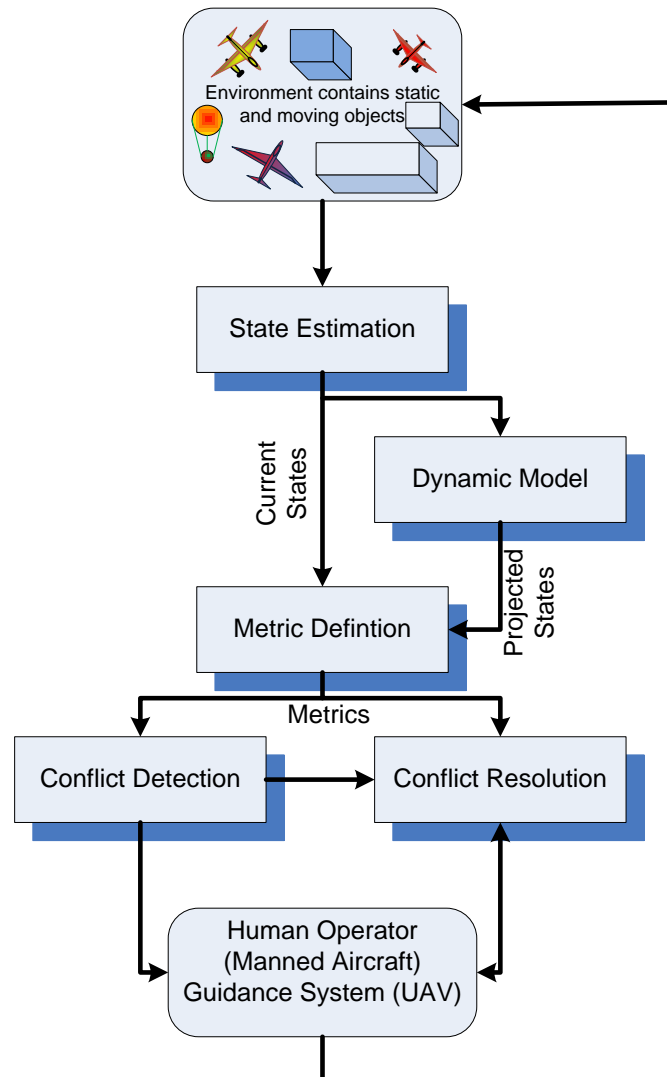 Environment contains static
and moving objects
State Estimation
Current
States
Dynamic Model
Projected
States
Metric Defintion
Metrics
Conflict Detection
Conflict Resolution
Human Operator
(Manned Aircraft)
Guidance System (UAV)